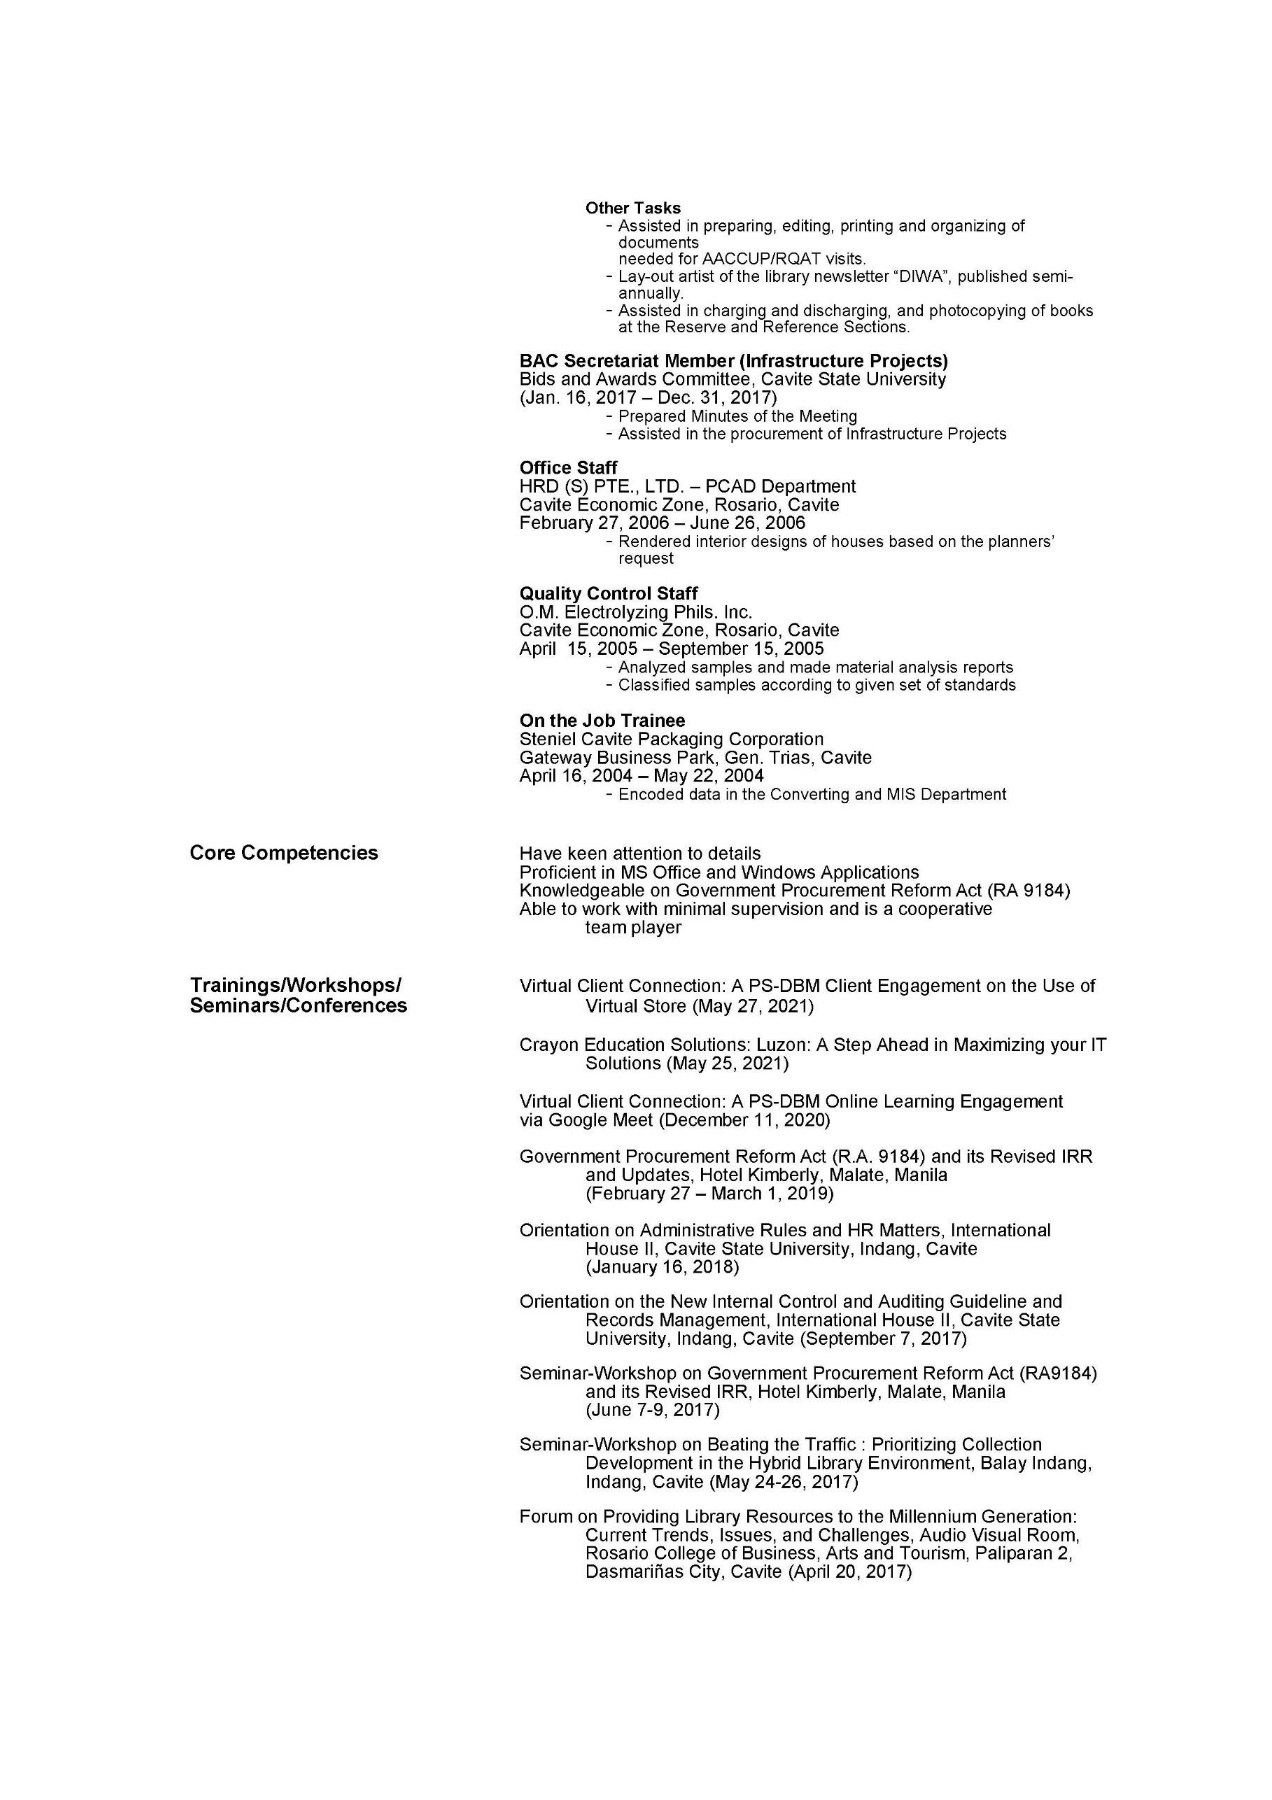 Other Tasks
- Assisted in preparing, editing, printing and organizing of
documents
needed for AACCUP/RQAT visits.
- Lay-out artist of the library newsletter “DIWA”, published semi-
annually.
- Assisted in charging and discharging, and photocopying of books
at the Reserve and Reference Sections.
BAC Secretariat Member (Infrastructure Projects)
Bids and Awards Committee, Cavite State University
(Jan. 16, 2017 – Dec. 31, 2017)
- Prepared Minutes of the Meeting
- Assisted in the procurement of Infrastructure Projects
Office Staff
HRD (S) PTE., LTD. – PCAD Department
Cavite Economic Zone, Rosario, Cavite
February 27, 2006 – June 26, 2006
- Rendered interior designs of houses based on the planners’
request
Quality Control Staff
O.M. Electrolyzing Phils. Inc.
Cavite Economic Zone, Rosario, Cavite
April  15, 2005 – September 15, 2005
- Analyzed samples and made material analysis reports
- Classified samples according to given set of standards
On the Job Trainee
Steniel Cavite Packaging Corporation
Gateway Business Park, Gen. Trias, Cavite
April 16, 2004 – May 22, 2004
- Encoded data in the Converting and MIS Department
Core Competencies
Have keen attention to details
Proficient in MS Office and Windows Applications
Knowledgeable on Government Procurement Reform Act (RA 9184)
Able to work with minimal supervision and is a cooperative
team player
Trainings/Workshops/
Seminars/Conferences
Virtual Client Connection: A PS-DBM Client Engagement on the Use of
Virtual Store (May 27, 2021)
Crayon Education Solutions: Luzon: A Step Ahead in Maximizing your IT
Solutions (May 25, 2021)
Virtual Client Connection: A PS-DBM Online Learning Engagement
via Google Meet (December 11, 2020)
Government Procurement Reform Act (R.A. 9184) and its Revised IRR
and Updates, Hotel Kimberly, Malate, Manila
(February 27 – March 1, 2019)
Orientation on Administrative Rules and HR Matters, International
House II, Cavite State University, Indang, Cavite
(January 16, 2018)
Orientation on the New Internal Control and Auditing Guideline and
Records Management, International House II, Cavite State
University, Indang, Cavite (September 7, 2017)
Seminar-Workshop on Government Procurement Reform Act (RA9184)
and its Revised IRR, Hotel Kimberly, Malate, Manila
(June 7-9, 2017)
Seminar-Workshop on Beating the Traffic : Prioritizing Collection
Development in the Hybrid Library Environment, Balay Indang,
Indang, Cavite (May 24-26, 2017)
Forum on Providing Library Resources to the Millennium Generation:
Current Trends, Issues, and Challenges, Audio Visual Room,
Rosario College of Business, Arts and Tourism, Paliparan 2,
Dasmariñas City, Cavite (April 20, 2017)